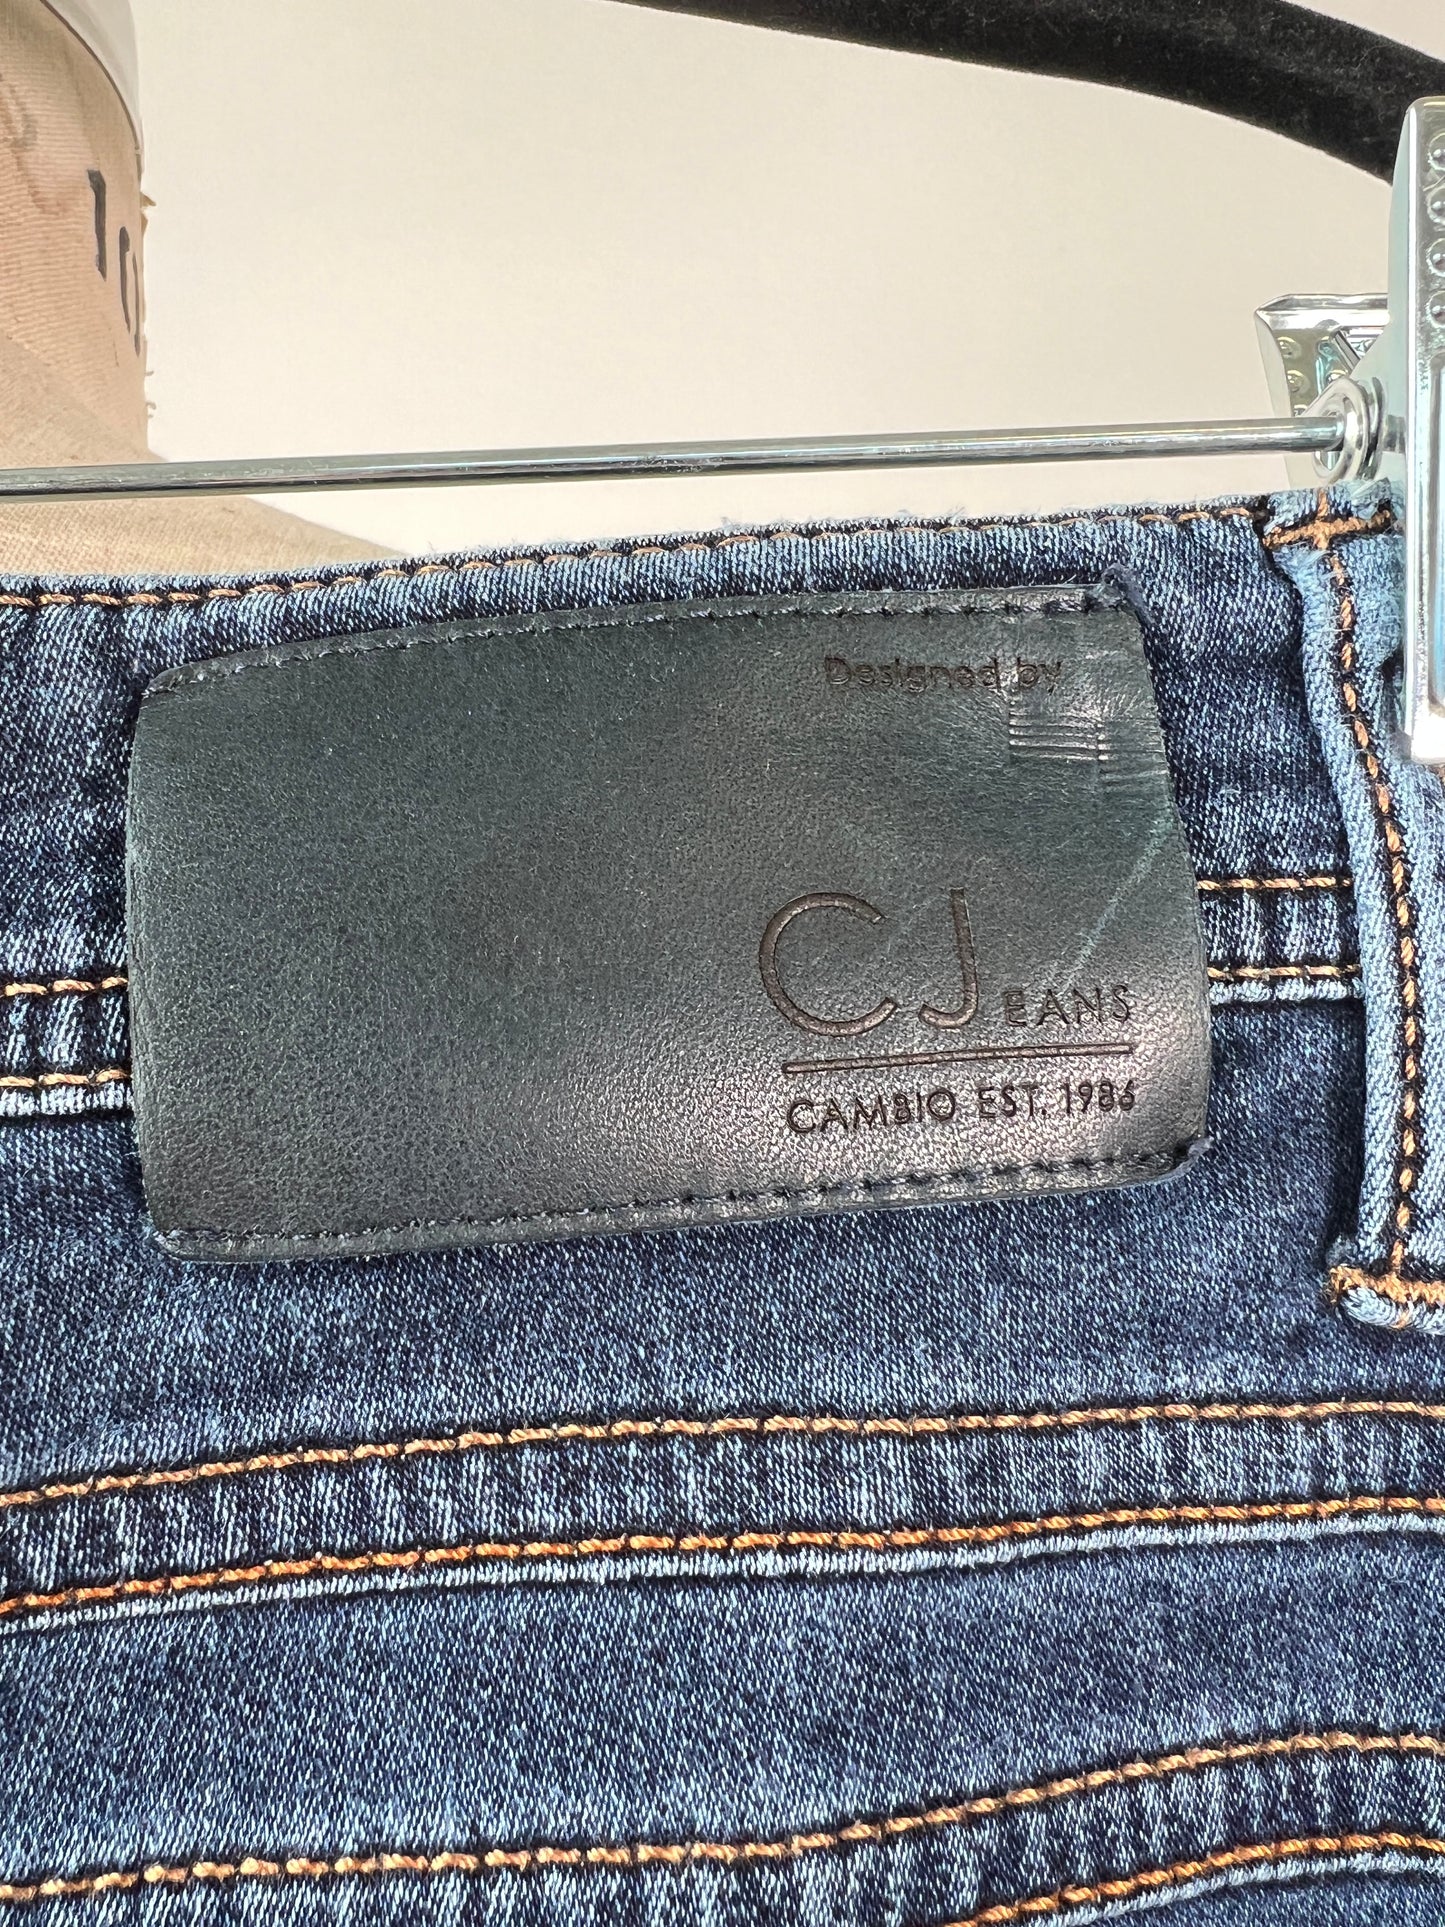 Designed by
CJEANS
CAMBIO EST. 1986